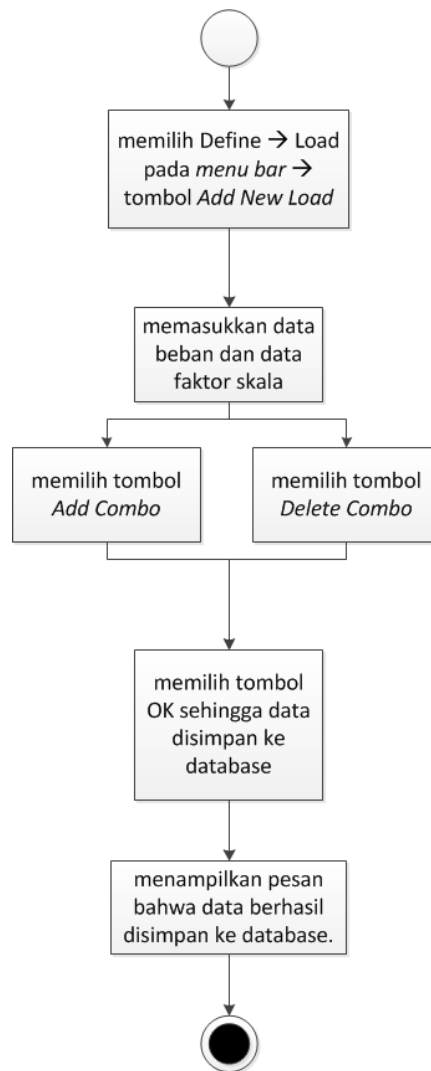 memilih Define → Load
pada menu bar →
tombol Add New Load
memasukkan data
beban dan data
faktor skala
memilih tombol
Add Combo
memilih tombol
Delete Combo
memilih tombol
OK sehingga data
disimpan ke
database
menampilkan pesan
bahwa data berhasil
disimpan ke database.